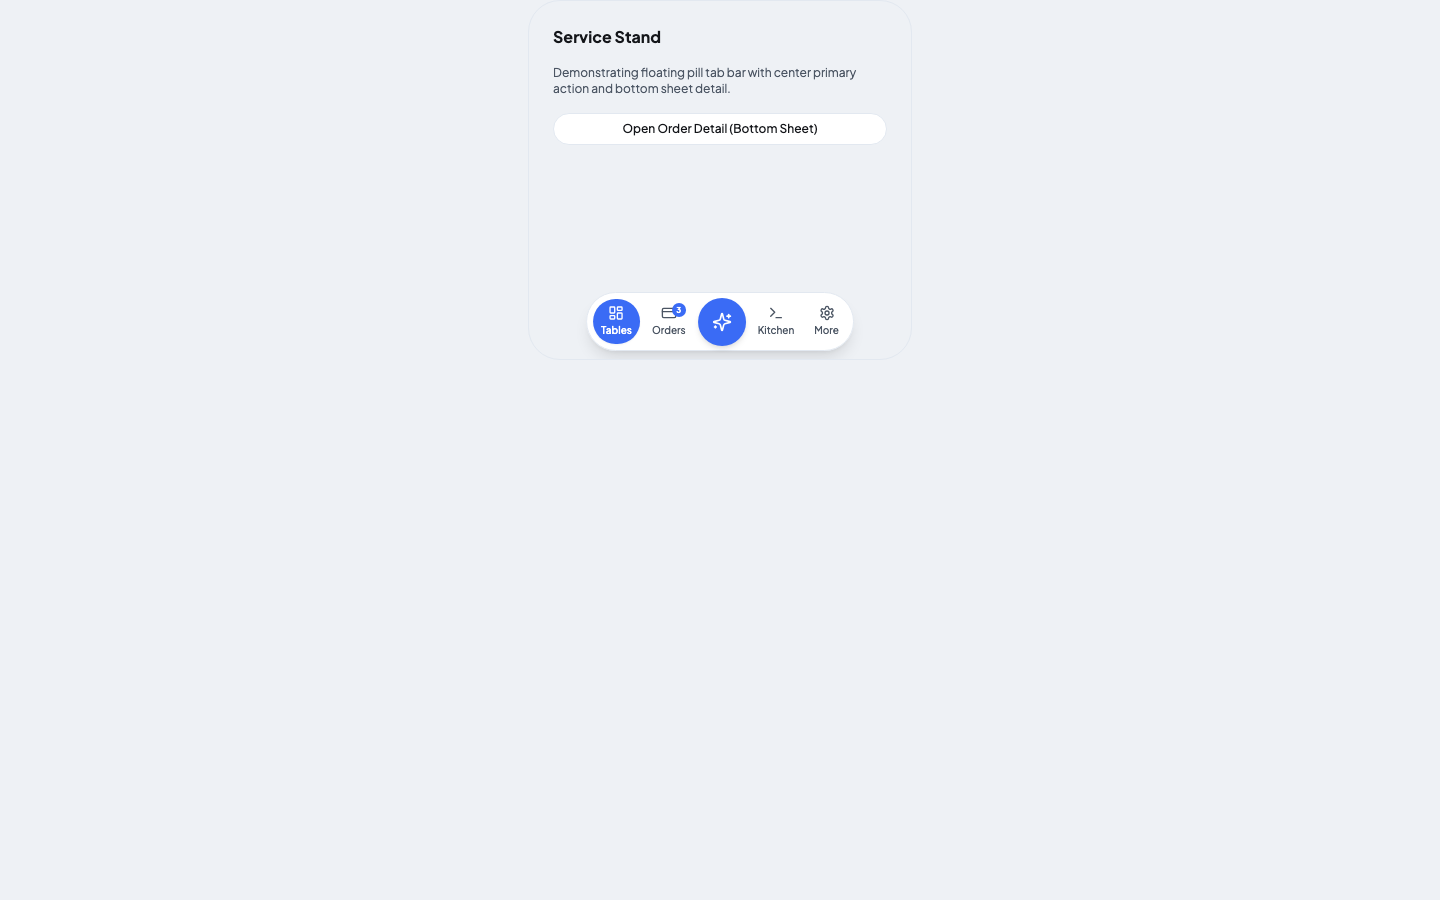 Service Stand
Demonstrating floating pill tab bar with center primary
action and bottom sheet detail.
Open Order Detail (Bottom Sheet)
3
Tables
Orders
Kitchen
More